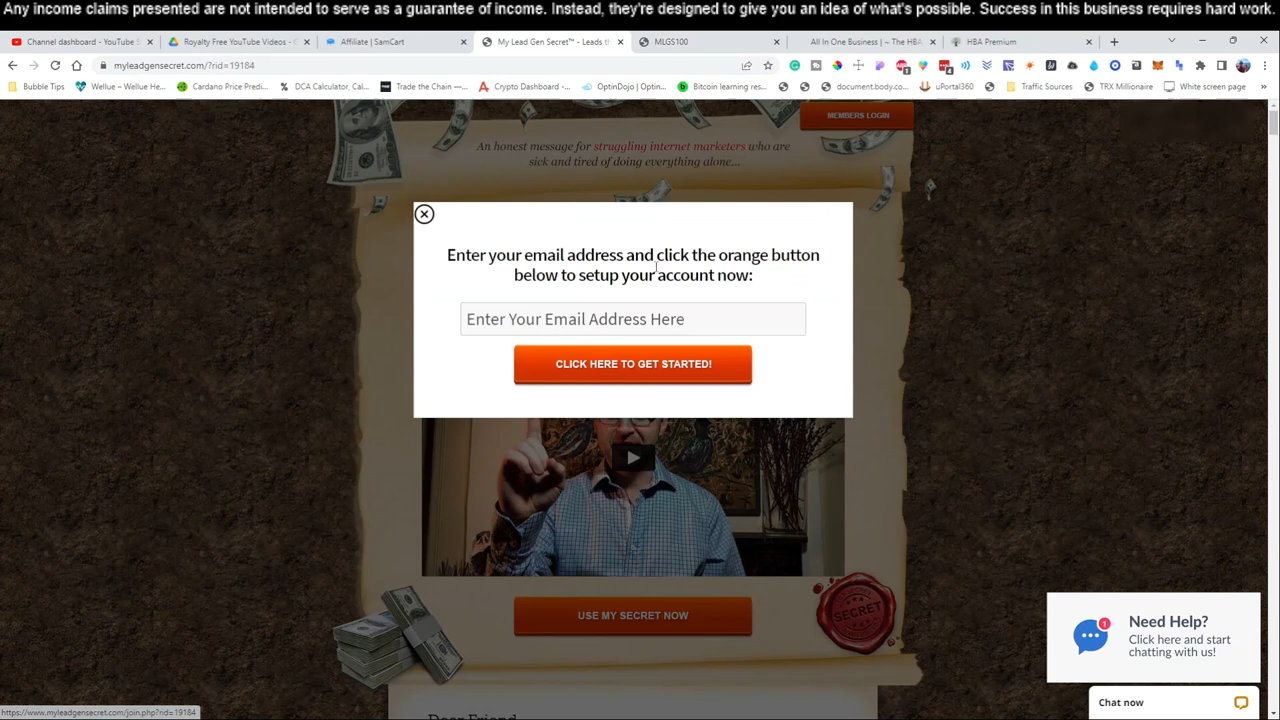 Any income claims presented are not intended to serve as a guarantee of income. Instead, they're designed to give you an idea of what's possible. Success in this business requires hard work.
Channel dashboard - YouTube S
Royalty Free YouTube Videos - G
Affiliate | SamCart
My Lead Gen Secret™ - Leads th
MLGS100
All In One Business | ~ The HBA
HBA Premium
myleadgensecret.com/?rid=19184
Bubble Tips
Wellue – Wellue He...
Cardano Price Predi...
DCA Calculator, Cal...
Trade the Chain —...
Crypto Dashboard -...
OptinDojo | Optin...
Bitcoin learning res...
document.body.co...
uPortal360
Traffic Sources
TRX Millionaire
White screen page
MEMBERS LOGIN
An honest message for struggling internet marketers who are
sick and tired of doing everything alone...
Enter your email address and click the orange button
below to setup your account now:
Enter Your Email Address Here
CLICK HERE TO GET STARTED!
USE MY SECRET NOW
SECRET
Need Help?
1
Click here and start
chatting with us!
Chat now
Dear Friend
https://www.myleadgensecret.com/join.php?rid=19184